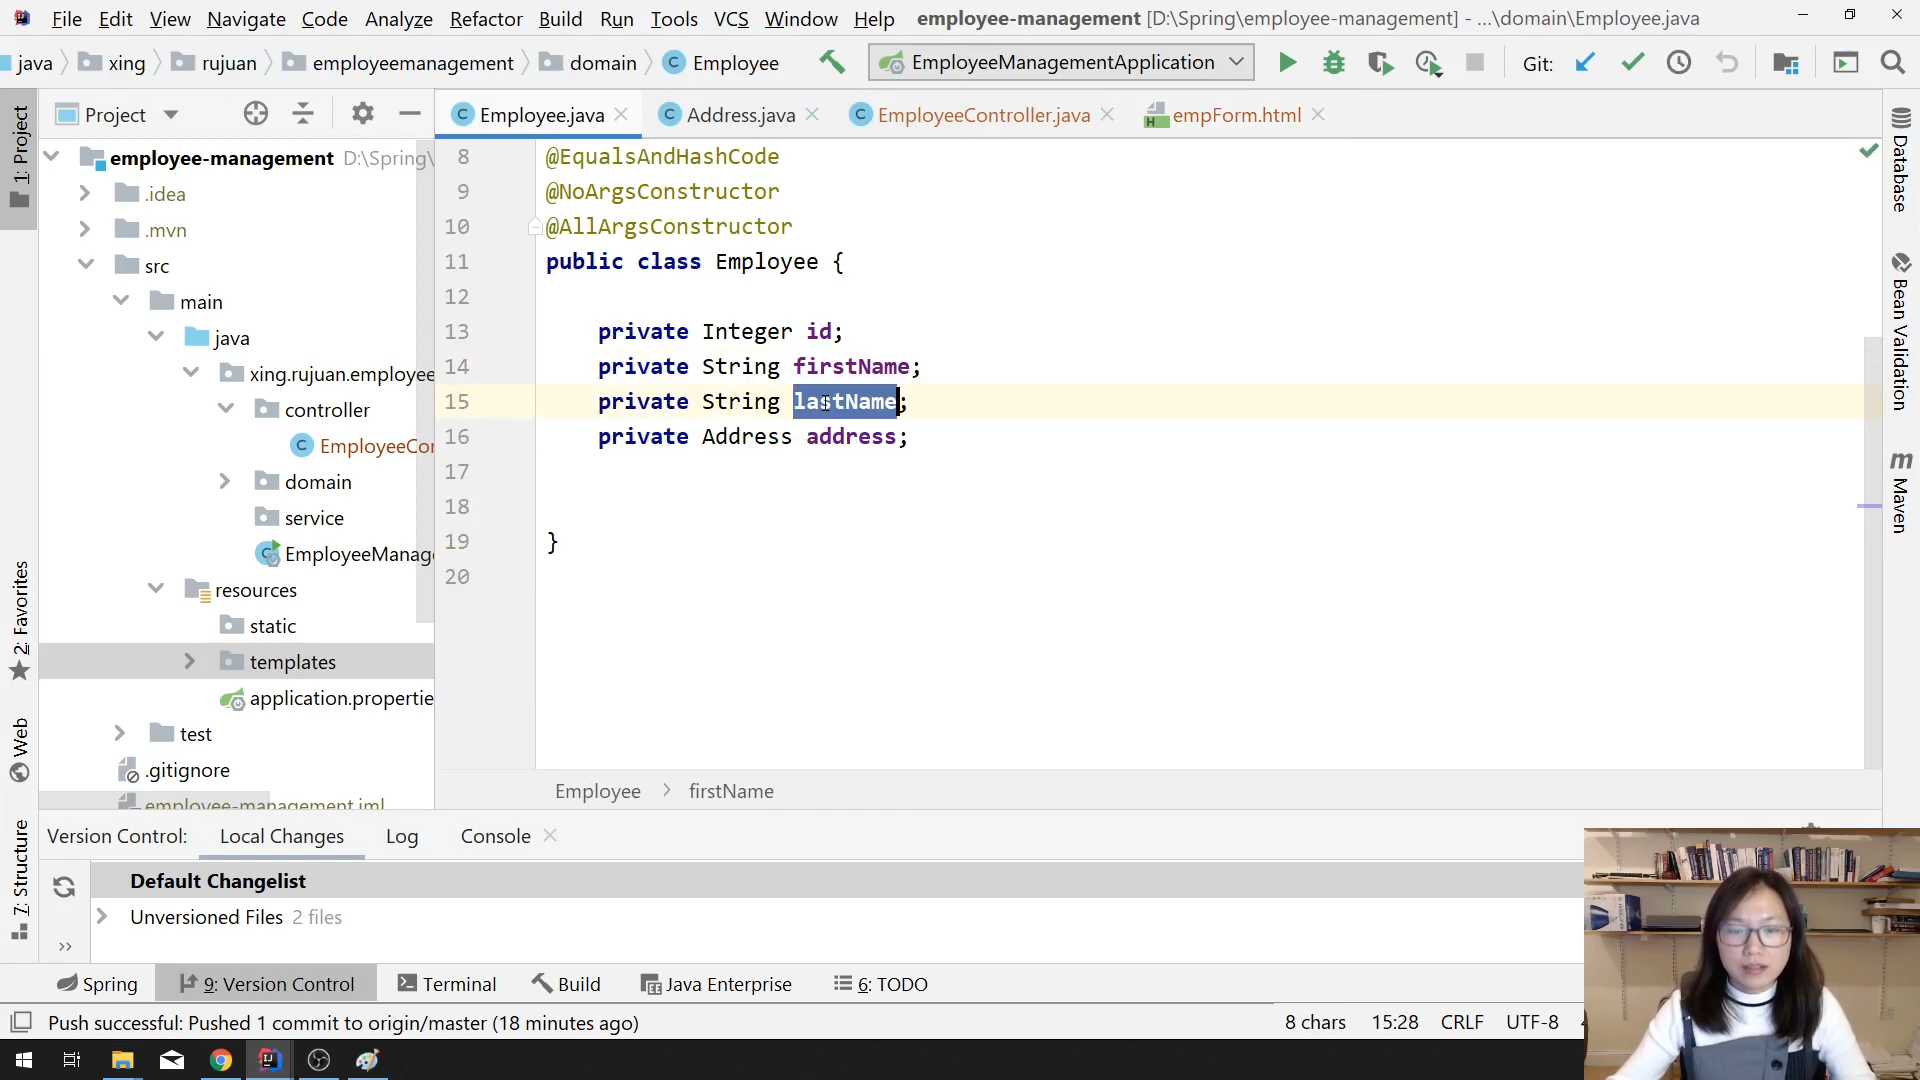 File Edit View Navigate Code Analyze Refactor Build Run Tools VCS Window Help employee-management [D:\Spring\employee-management] - ...\domain\Employee.java
java xing rujuan employeemanagement domain Employee EmployeeManagementApplication Git:
Project
Employee.java Address.java EmployeeController.java empForm.html
1: Project
2: Favorites
Web
7: Structure
employee-management D:\Spring\
.idea
.mvn
src
main
java
xing.rujuan.employee
controller
EmployeeCor
domain
service
EmployeeManag
resources
static
templates
application.propertie
test
.gitignore
employee-management.iml
8 @EqualsAndHashCode
9 @NoArgsConstructor
10 @AllArgsConstructor
11 public class Employee {
12
13 private Integer id;
14 private String firstName;
15 private String lastName;
16 private Address address;
17
18
19 }
20
Employee > firstName
Database
Bean Validation
Maven
Version Control: Local Changes Log Console
Default Changelist
Unversioned Files 2 files
Spring 9: Version Control Terminal Build Java Enterprise 6: TODO
Push successful: Pushed 1 commit to origin/master (18 minutes ago) 8 chars 15:28 CRLF UTF-8